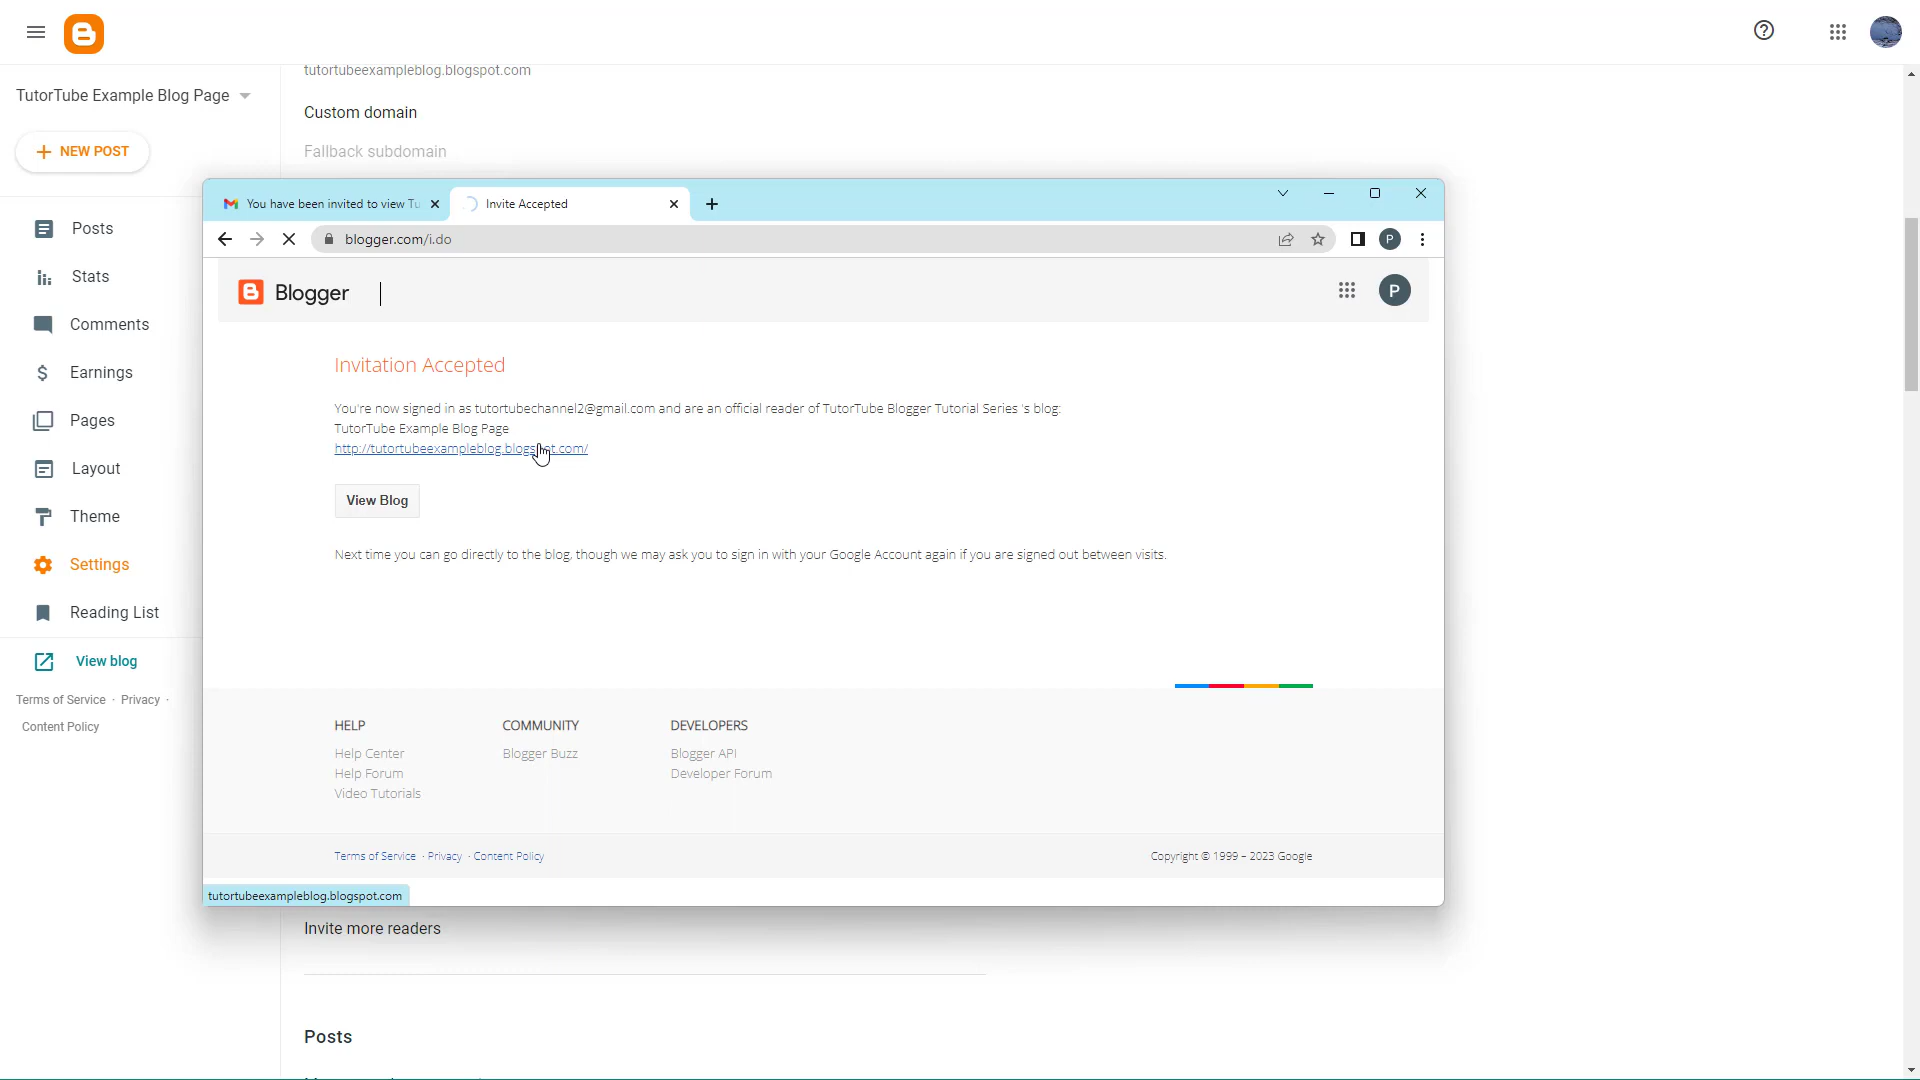 tutortubeexampleblog.blogspot.com
TutorTube Example Blog Page
Custom domain
Fallback subdomain
NEW POST
Posts
Stats
Comments
Earnings
Pages
Layout
Theme
Settings
Reading List
View blog
Terms of Service · Privacy ·
Content Policy
You have been invited to view Tu
Invite Accepted
blogger.com/i.do
P
Blogger
P
Invitation Accepted
You're now signed in as tutortubechannel2@gmail.com and are an official reader of TutorTube Blogger Tutorial Series 's blog:
TutorTube Example Blog Page
http://tutortubeexampleblog.blogspot.com/
View Blog
Next time you can go directly to the blog, though we may ask you to sign in with your Google Account again if you are signed out between visits.
HELP
Help Center
Help Forum
Video Tutorials
COMMUNITY
Blogger Buzz
DEVELOPERS
Blogger API
Developer Forum
Terms of Service · Privacy · Content Policy
Copyright © 1999 – 2023 Google
tutortubeexampleblog.blogspot.com
Invite more readers
Posts